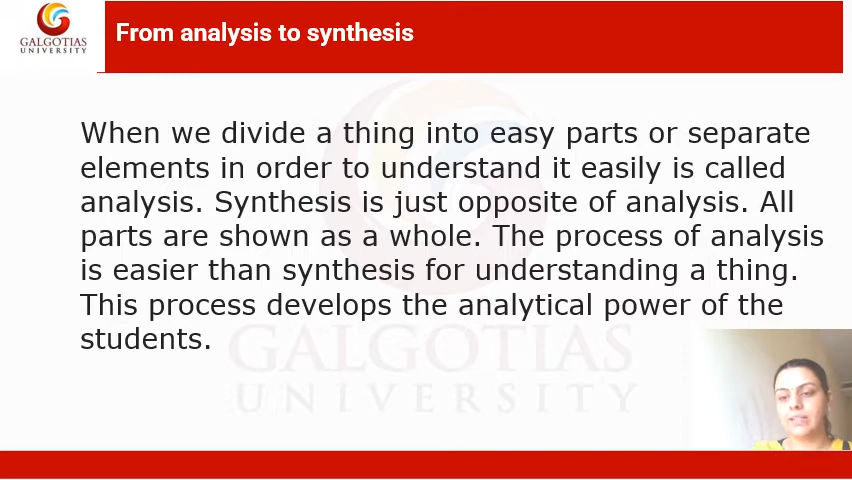 GALGOTIAS
UNIVERSITY
From analysis to synthesis
When we divide a thing into easy parts or separate
elements in order to understand it easily is called
analysis. Synthesis is just opposite of analysis. All
parts are shown as a whole. The process of analysis
is easier than synthesis for understanding a thing.
This process develops the analytical power of the
students.
GALGOTIAS
UNIVERSITY